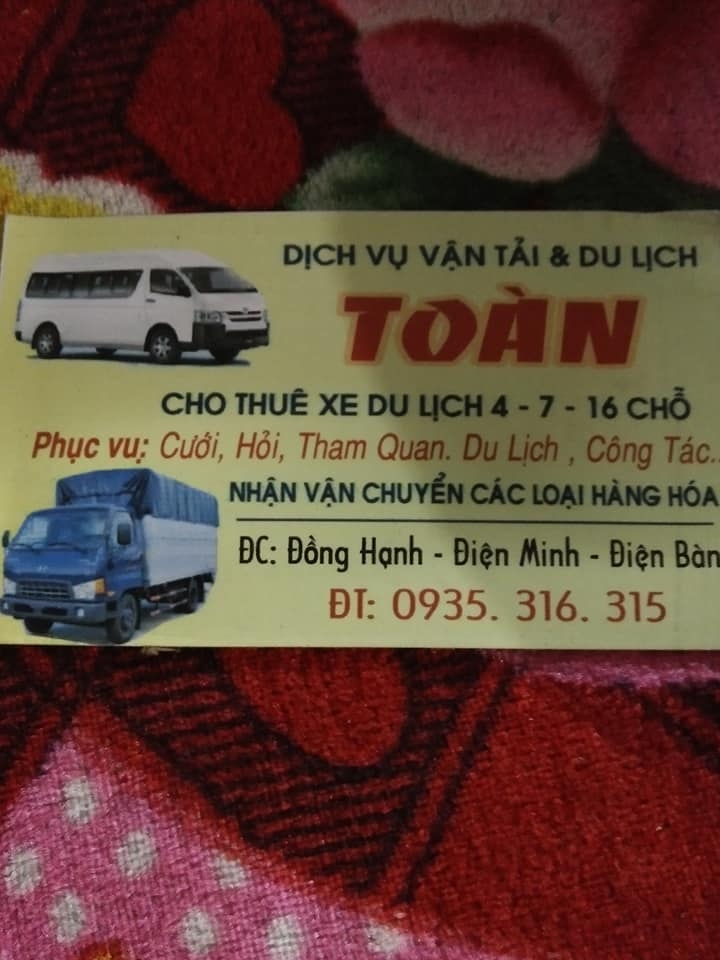 DỊCH VỤ VẬN TẢI & DU LỊCH
TOÀN
CHO THUÊ XE DU LỊCH 4 - 7 - 16 CHỖ
Phục vụ: Cưới, Hỏi, Tham Quan. Du Lịch , Công Tác..
NHẬN VẬN CHUYỂN CÁC LOẠI HÀNG HÓA
ĐC: Đồng Hạnh - Điện Minh - Điện Bàn
ĐT: 0935. 316. 315